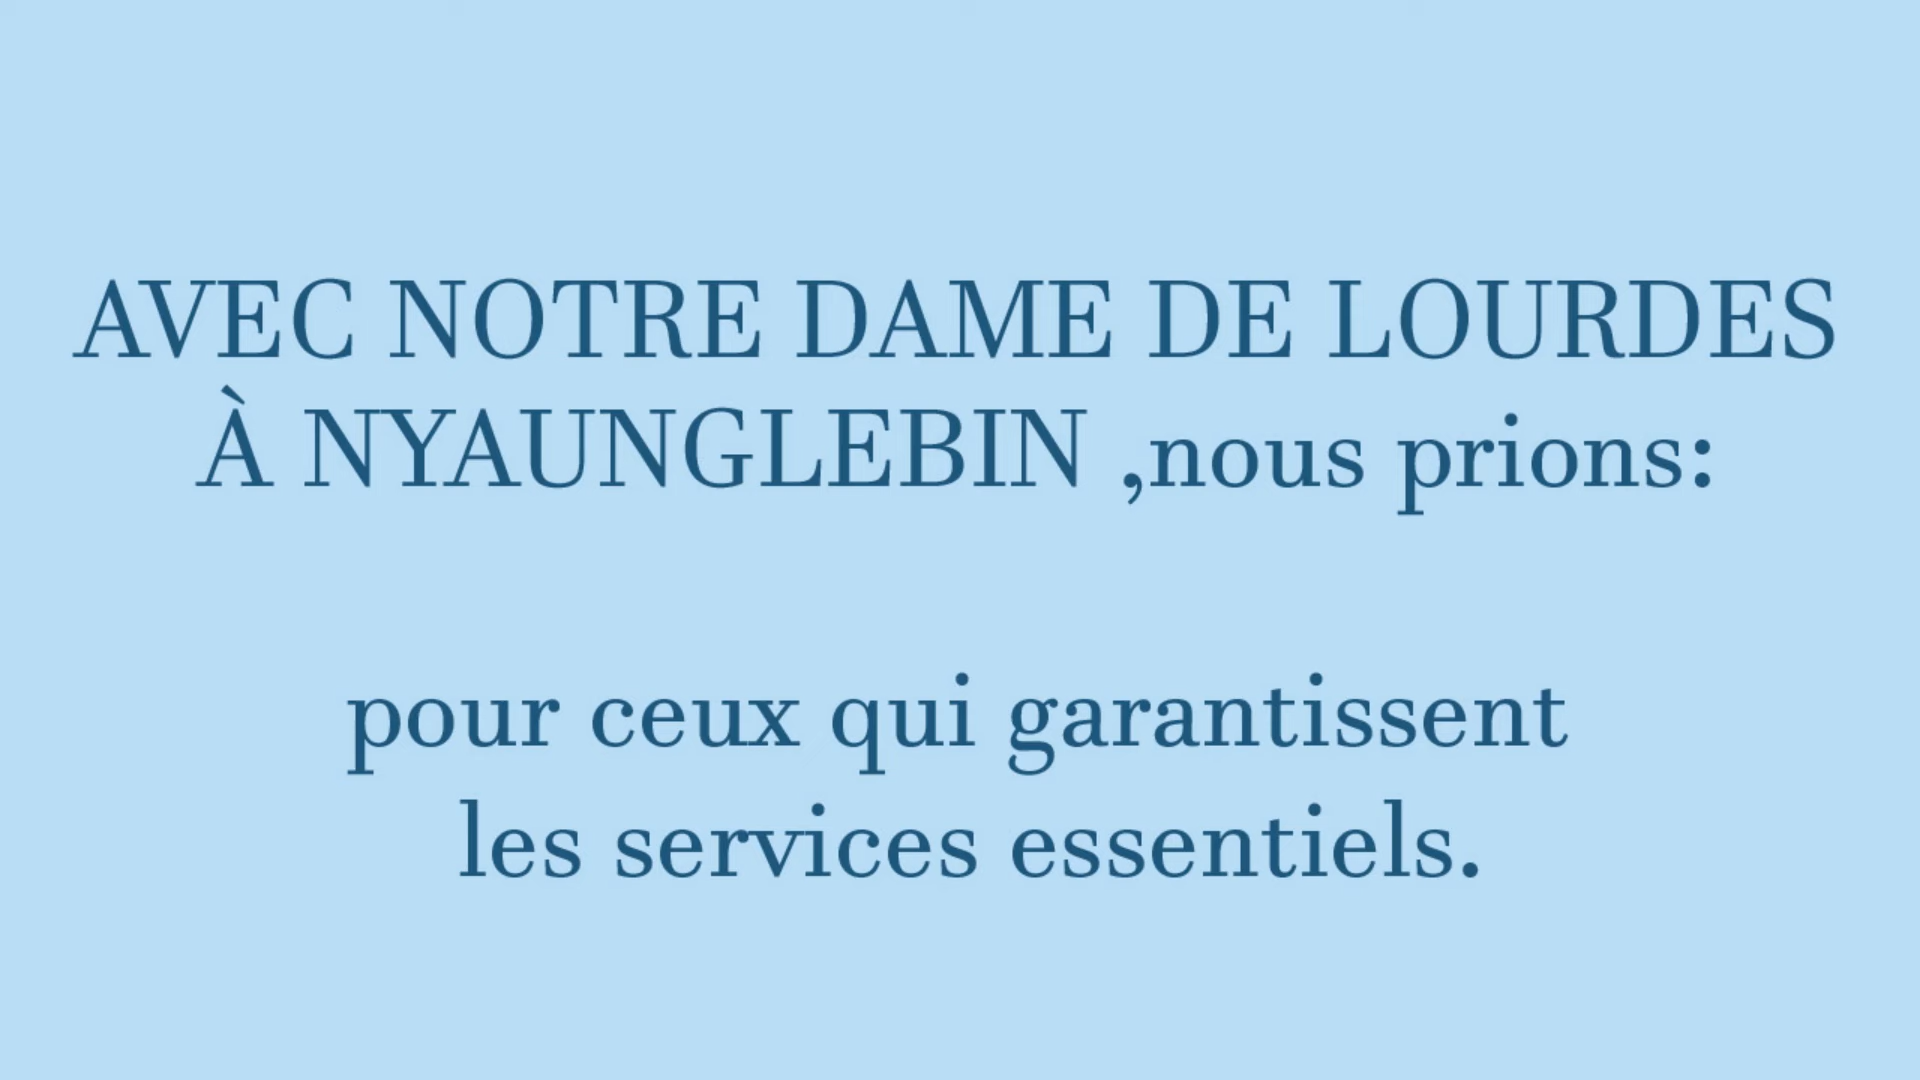 AVEC NOTRE DAME DE LOURDES
À NYAUNGLEBIN ,nous prions:
pour ceux qui garantissent
les services essentiels.